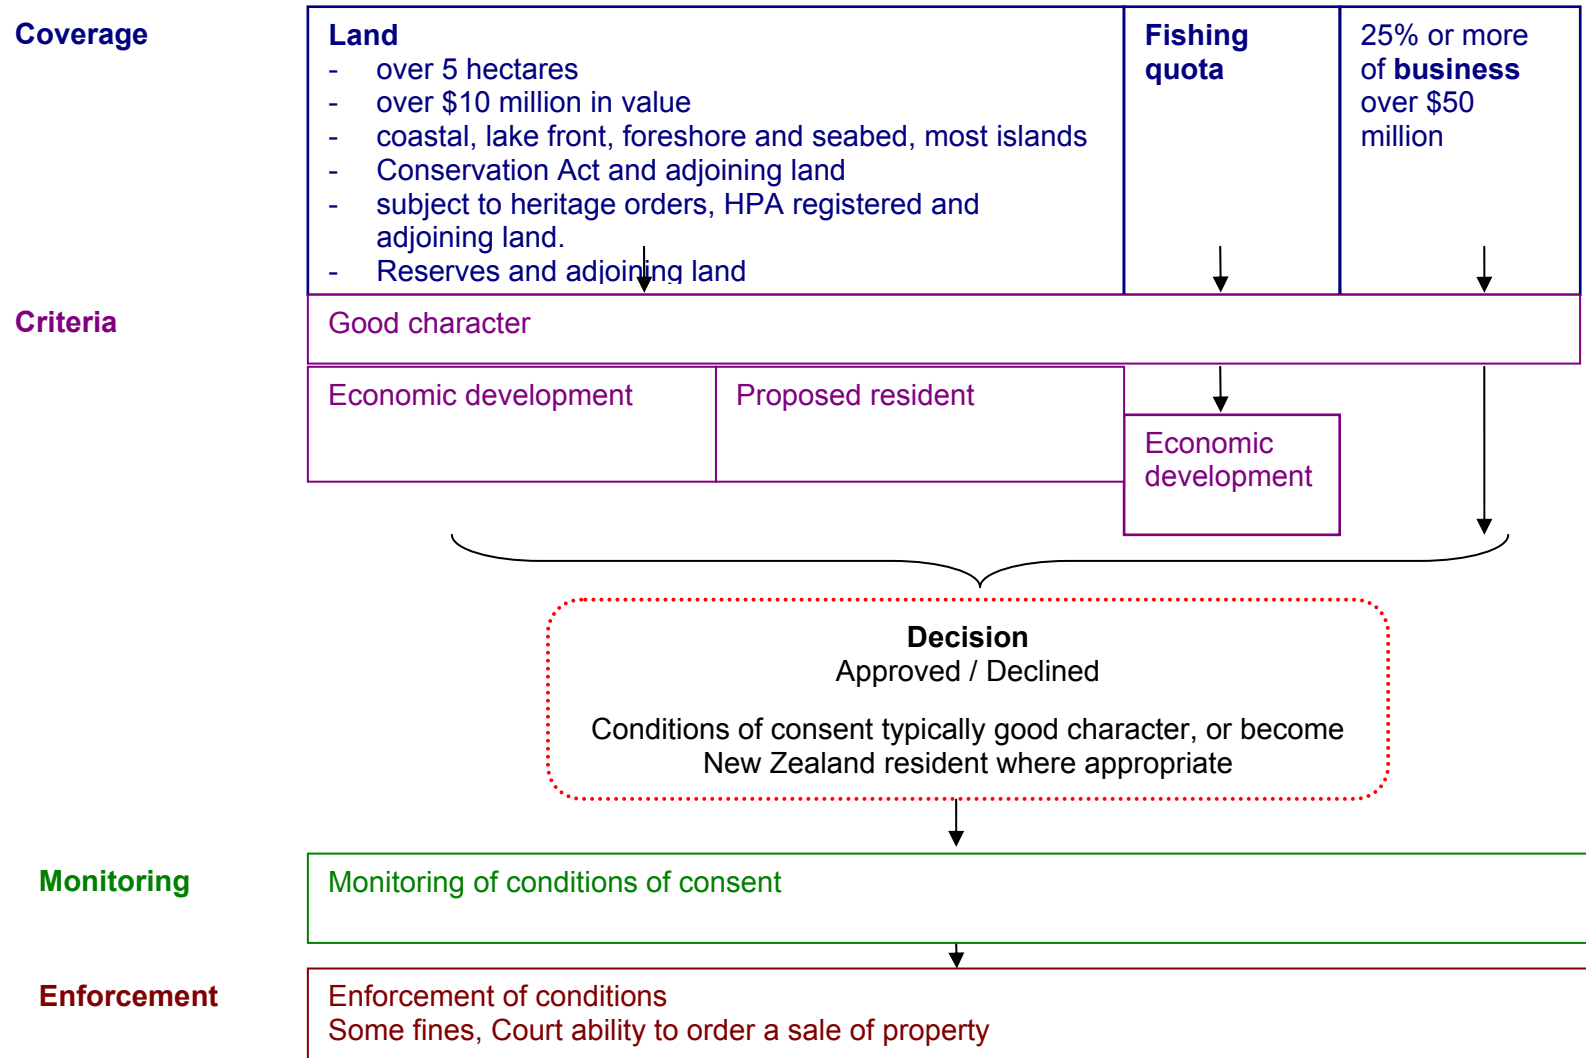 Coverage
Land
- over 5 hectares
- over $10 million in value
- coastal, lake front, foreshore and seabed, most islands
- Conservation Act and adjoining land
- subject to heritage orders, HPA registered and
adjoining land.
- Reserves and adjoining land
Fishing
quota
25% or more
of business
over $50
million
Criteria
Good character
Economic development
Proposed resident
Economic
development
Decision
Approved / Declined
Conditions of consent typically good character, or become
New Zealand resident where appropriate
Monitoring
Monitoring of conditions of consent
Enforcement
Enforcement of conditions
Some fines, Court ability to order a sale of property